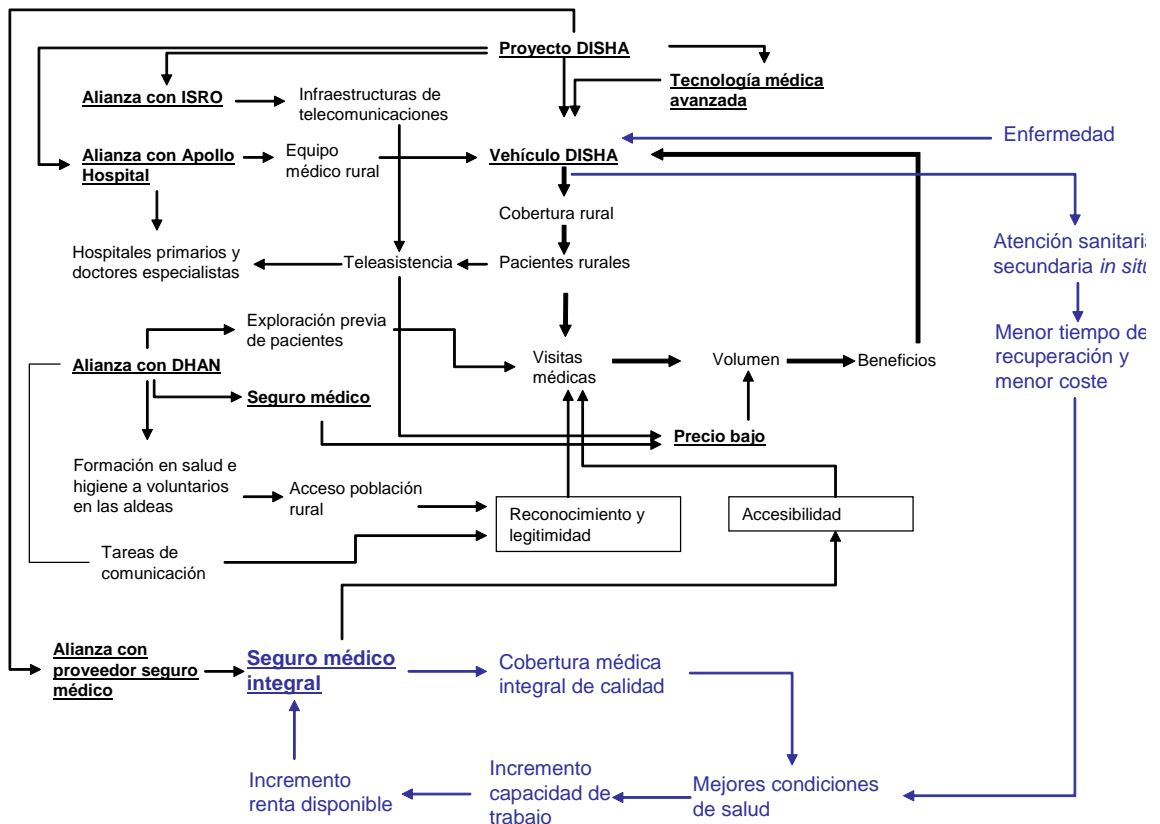 Proyecto DISHA
Tecnología médica
avanzada
Alianza con ISRO
Infraestructuras de
telecomunicaciones
Enfermedad
Alianza con Apollo
Hospital
Equipo
médico rural
Vehículo DISHA
Cobertura rural
Hospitales primarios y
doctores especialistas
Teleasistencia
Pacientes rurales
Atención sanitaria
secundaria in situ
Exploración previa
de pacientes
Menor tiempo de
recuperación y
menor coste
Alianza con DHAN
Visitas
médicas
Volumen
Beneficios
Seguro médico
Precio bajo
Formación en salud e
higiene a voluntarios
en las aldeas
Acceso población
rural
Reconocimiento y
legitimidad
Accesibilidad
Tareas de
comunicación
Alianza con
proveedor seguro
médico
Seguro médico
integral
Cobertura médica
integral de calidad
Incremento
renta disponible
Incremento
capacidad de
trabajo
Mejores condiciones
de salud